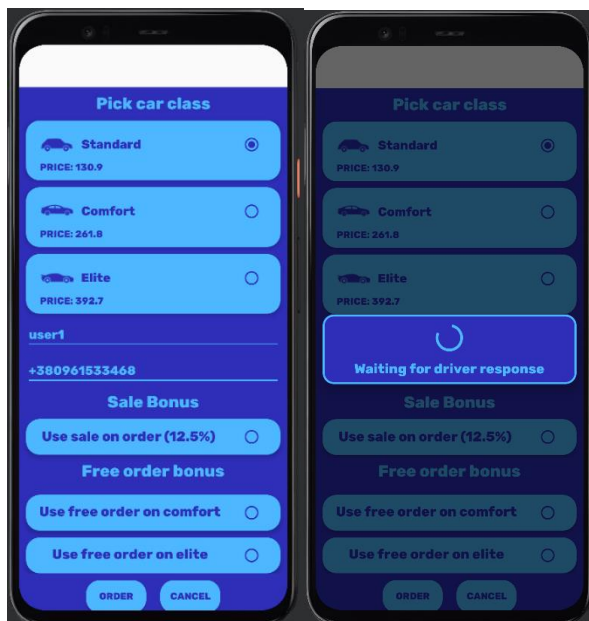 Pick car class
Standard
PRICE: 130.9
Comfort
PRICE: 261.8
Elite
PRICE: 392.7
user1
+380961533468
Sale Bonus
Use sale on order (12.5%)
Free order bonus
Use free order on comfort
Use free order on elite
ORDER CANCEL
Pick car class
Standard
PRICE: 130.9
Comfort
PRICE: 261.8
Elite
PRICE: 392.7
Waiting for driver response
Sale Bonus
Use sale on order (12.5%)
Free order bonus
Use free order on comfort
Use free order on elite
ORDER CANCEL